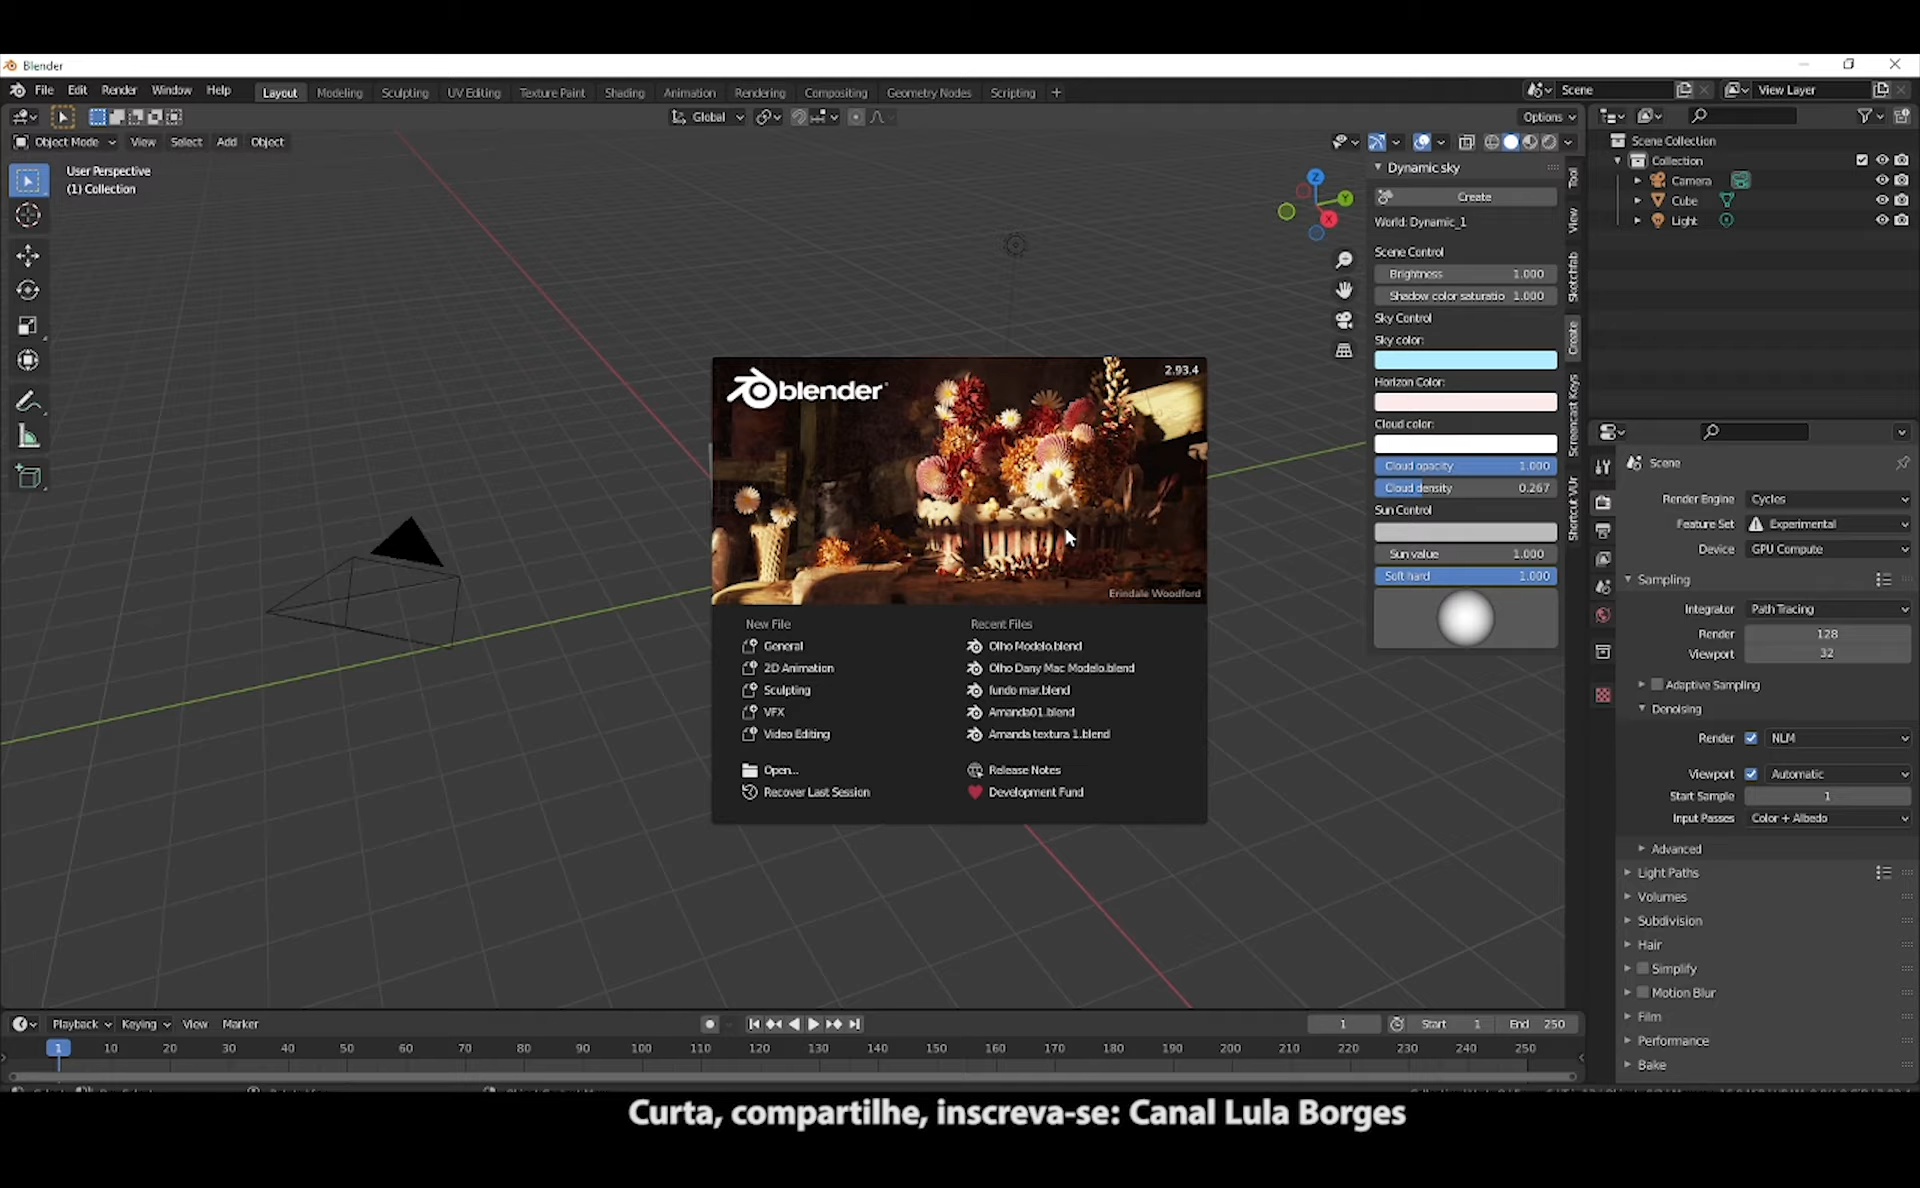 Blender
File Edit Render Window Help Layout Modeling Sculpting UV Editing Texture Paint Shading Animation Rendering Compositing Geometry Nodes Scripting + Scene View Layer
Global Options
Object Mode View Select Add Object
User Perspective
(1) Collection
Z
Y
X
Dynamic sky
Create
World: Dynamic_1
Scene Control
Brightness 1.000
Shadow color saturatio 1.000
Sky Control
Sky color:
Horizon Color:
Cloud color:
Cloud opacity 1.000
Cloud density 0.267
Sun Control
Sun value 1.000
Soft hard 1.000
Tool
View
Sketchfab
Create
Screencast Keys
Shortcut VUr
Scene Collection
Collection
Camera
Cube
Light
blender
2.93.4
Erindale Woodford
New File
General
2D Animation
Sculpting
VFX
Video Editing
Open...
Recover Last Session
Recent Files
Olho Modelo.blend
Olho Dany Mac Modelo.blend
fundo mar.blend
Amanda01.blend
Amanda textura 1.blend
Release Notes
Development Fund
Scene
Render Engine Cycles
Feature Set Experimental
Device GPU Compute
Sampling
Integrator Path Tracing
Render 128
Viewport 32
Adaptive Sampling
Denoising
Render NLM
Viewport Automatic
Start Sample 1
Input Passes Color + Albedo
Advanced
Light Paths
Volumes
Subdivision
Hair
Simplify
Motion Blur
Film
Performance
Bake
Playback Keying View Marker 1 Start 1 End 250
1 10 20 30 40 50 60 70 80 90 100 110 120 130 140 150 160 170 180 190 200 210 220 230 240 250
Curta, compartilhe, inscreva-se: Canal Lula Borges